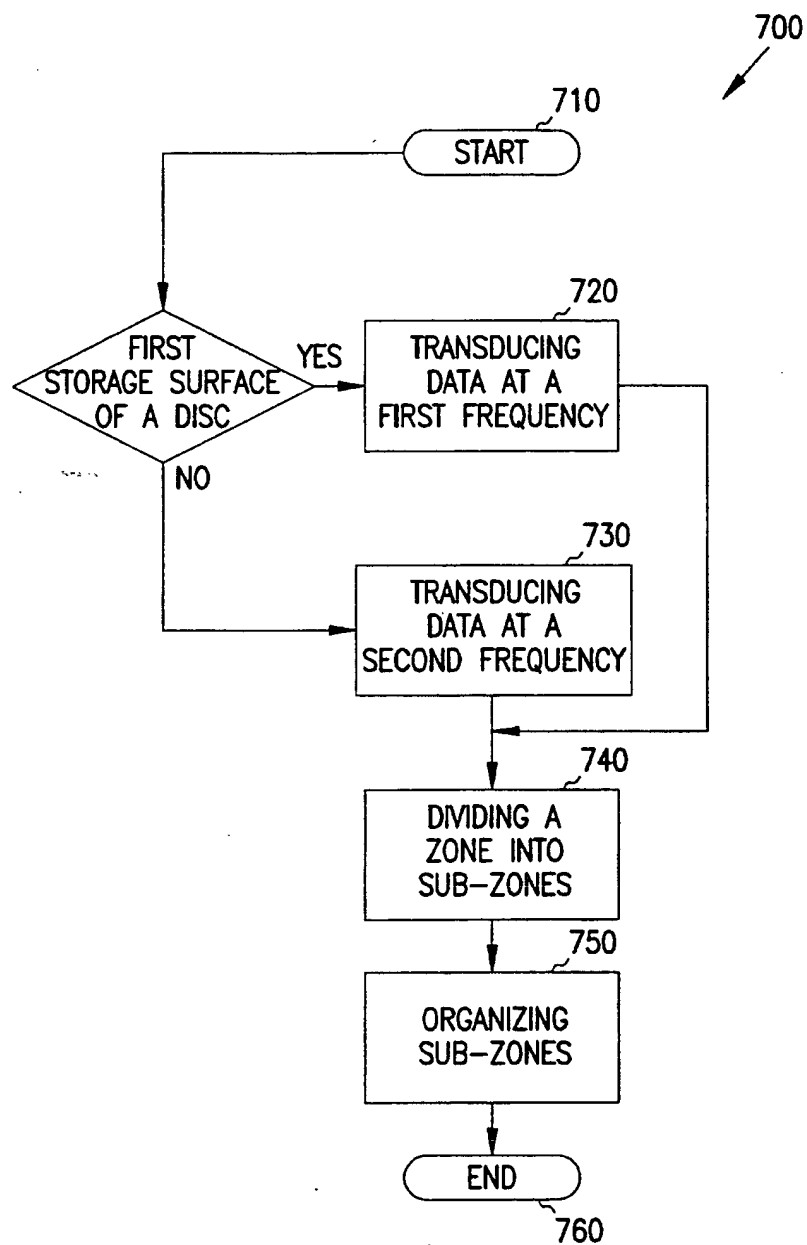 700
710
START
FIRST
STORAGE SURFACE
OF A DISC
YES
NO
720
TRANSDUCING
DATA AT A
FIRST FREQUENCY
730
TRANSDUCING
DATA AT A
SECOND FREQUENCY
740
DIVIDING A
ZONE INTO
SUB-ZONES
750
ORGANIZING
SUB-ZONES
END
760